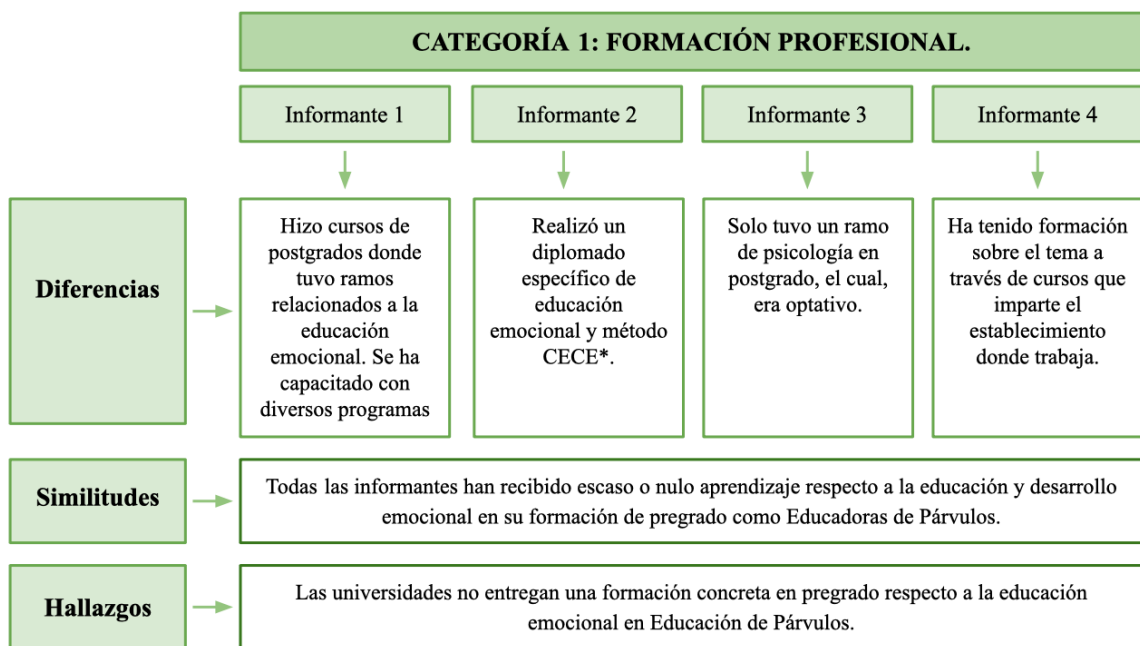 CATEGORÍA 1: FORMACIÓN PROFESIONAL.
Informante 1
Informante 2
Informante 3
Informante 4
Diferencias
Hizo cursos de
postgrados donde
tuvo ramos
relacionados a la
educación
emocional. Se ha
capacitado con
diversos programas
Realizó un
diplomado
específico de
educación
emocional y método
CECE*.
Solo tuvo un ramo
de psicología en
postgrado, el cual,
era optativo.
Ha tenido formación
sobre el tema a
través de cursos que
imparte el
establecimiento
donde trabaja.
Similitudes
Todas las informantes han recibido escaso o nulo aprendizaje respecto a la educación y desarrollo
emocional en su formación de pregrado como Educadoras de Párvulos.
Hallazgos
Las universidades no entregan una formación concreta en pregrado respecto a la educación
emocional en Educación de Párvulos.